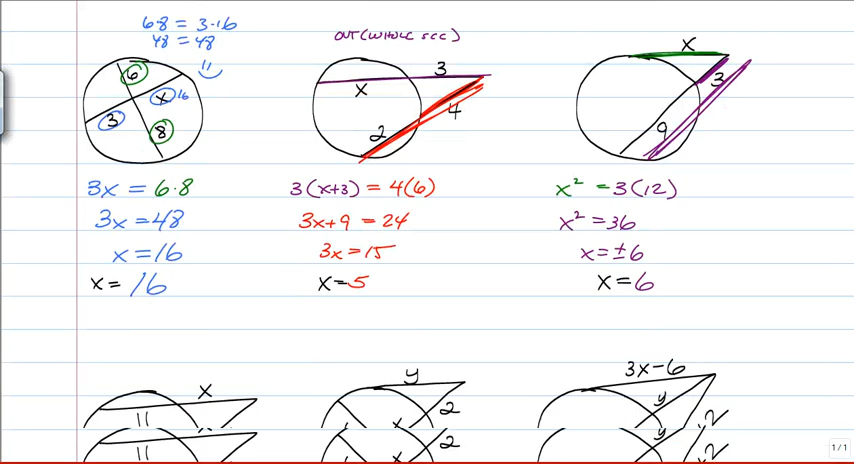 6·8 = 3·16
48 = 48
OUT(WHOLE SEC)
6
x 16
3
8
3
x
4
2
x
3
9
3x = 6·8
3x = 48
x = 16
x = 16
3(x+3) = 4(6)
3x+9 = 24
3x = 15
x = 5
x² = 3(12)
x² = 36
x = ±6
x = 6
x
11
y
2
x
3x-6
y
2
11
2
x
y
2
1/1